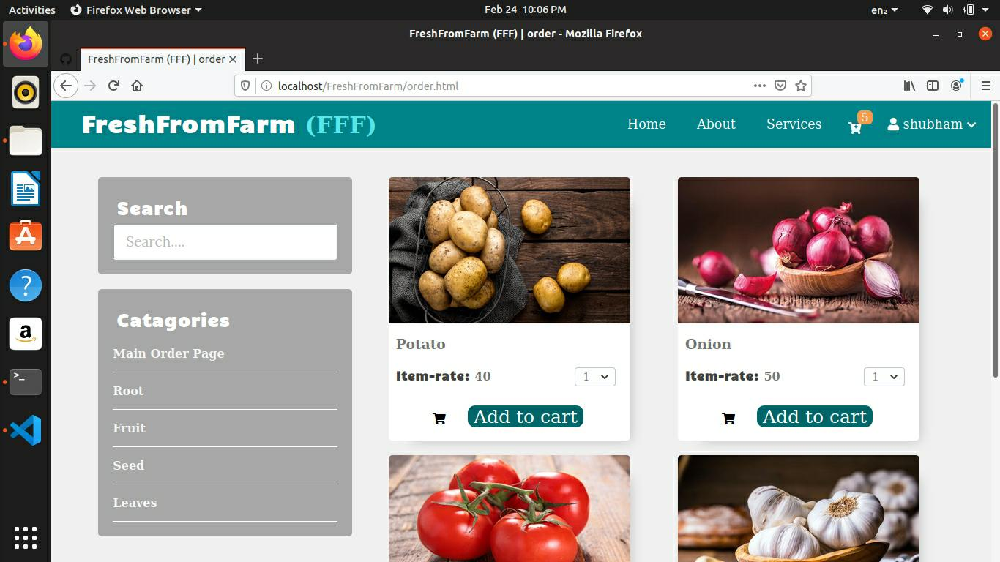 Activities Firefox Web Browser Feb 24 10:06 PM en₂
FreshFromFarm (FFF) | order - Mozilla Firefox
FreshFromFarm (FFF) | order
localhost/FreshFromFarm/order.html
FreshFromFarm (FFF) Home About Services 5 shubham
Search
Search....
Catagories
Main Order Page
Root
Fruit
Seed
Leaves
Potato
Item-rate: 40 1
Add to cart
Onion
Item-rate: 50 1
Add to cart